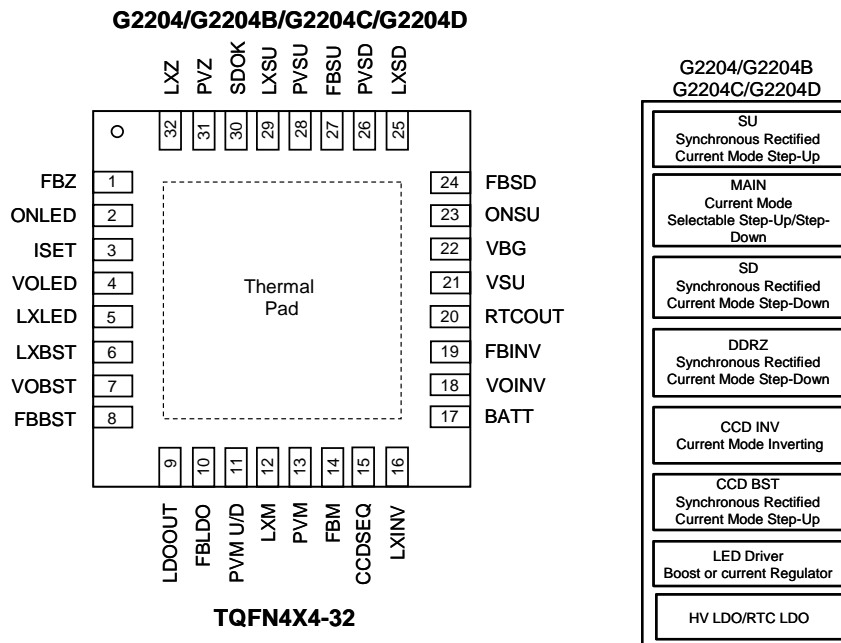 G2204/G2204B/G2204C/G2204D
LXZ
PVZ
SDOK
LXSU
PVSU
FBSU
PVSD
LXSD
32
31
30
29
28
27
26
25
FBZ 1
ONLED 2
ISET 3
VOLED 4
LXLED 5
LXBST 6
VOBST 7
FBBST 8
Thermal
Pad
24 FBSD
23 ONSU
22 VBG
21 VSU
20 RTCOUT
19 FBINV
18 VOINV
17 BATT
9
10
11
12
13
14
15
16
LDOOUT
FBLDO
PVM U/D
LXM
PVM
FBM
CCDSEQ
LXINV
TQFN4X4-32
G2204/G2204B
G2204C/G2204D
SU
Synchronous Rectified
Current Mode Step-Up
MAIN
Current Mode
Selectable Step-Up/Step-
Down
SD
Synchronous Rectified
Current Mode Step-Down
DDRZ
Synchronous Rectified
Current Mode Step-Down
CCD INV
Current Mode Inverting
CCD BST
Synchronous Rectified
Current Mode Step-Up
LED Driver
Boost or current Regulator
HV LDO/RTC LDO